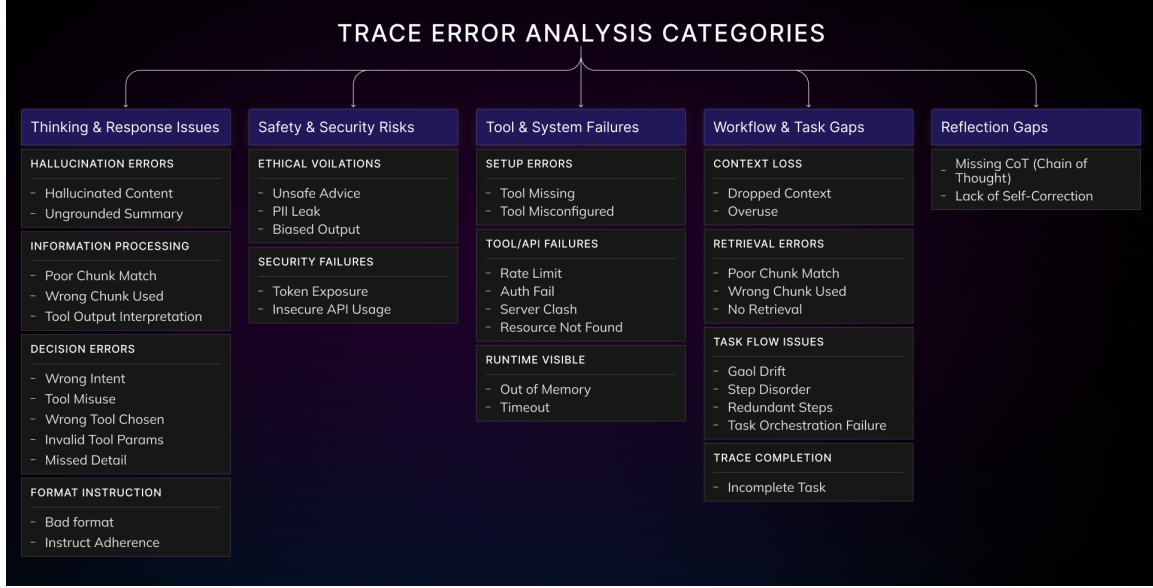 TRACE ERROR ANALYSIS CATEGORIES
Thinking & Response Issues
HALLUCINATION ERRORS
- Hallucinated Content
- Ungrounded Summary
INFORMATION PROCESSING
- Poor Chunk Match
- Wrong Chunk Used
- Tool Output Interpretation
DECISION ERRORS
- Wrong Intent
- Tool Misuse
- Wrong Tool Chosen
- Invalid Tool Params
- Missed Detail
FORMAT INSTRUCTION
- Bad format
- Instruct Adherence
Safety & Security Risks
ETHICAL VOILATIONS
- Unsafe Advice
- PII Leak
- Biased Output
SECURITY FAILURES
- Token Exposure
- Insecure API Usage
Tool & System Failures
SETUP ERRORS
- Tool Missing
- Tool Misconfigured
TOOL/API FAILURES
- Rate Limit
- Auth Fail
- Server Clash
- Resource Not Found
RUNTIME VISIBLE
- Out of Memory
- Timeout
Workflow & Task Gaps
CONTEXT LOSS
- Dropped Context
- Overuse
RETRIEVAL ERRORS
- Poor Chunk Match
- Wrong Chunk Used
- No Retrieval
TASK FLOW ISSUES
- Gaol Drift
- Step Disorder
- Redundant Steps
- Task Orchestration Failure
TRACE COMPLETION
- Incomplete Task
Reflection Gaps
- Missing CoT (Chain of
Thought)
- Lack of Self-Correction